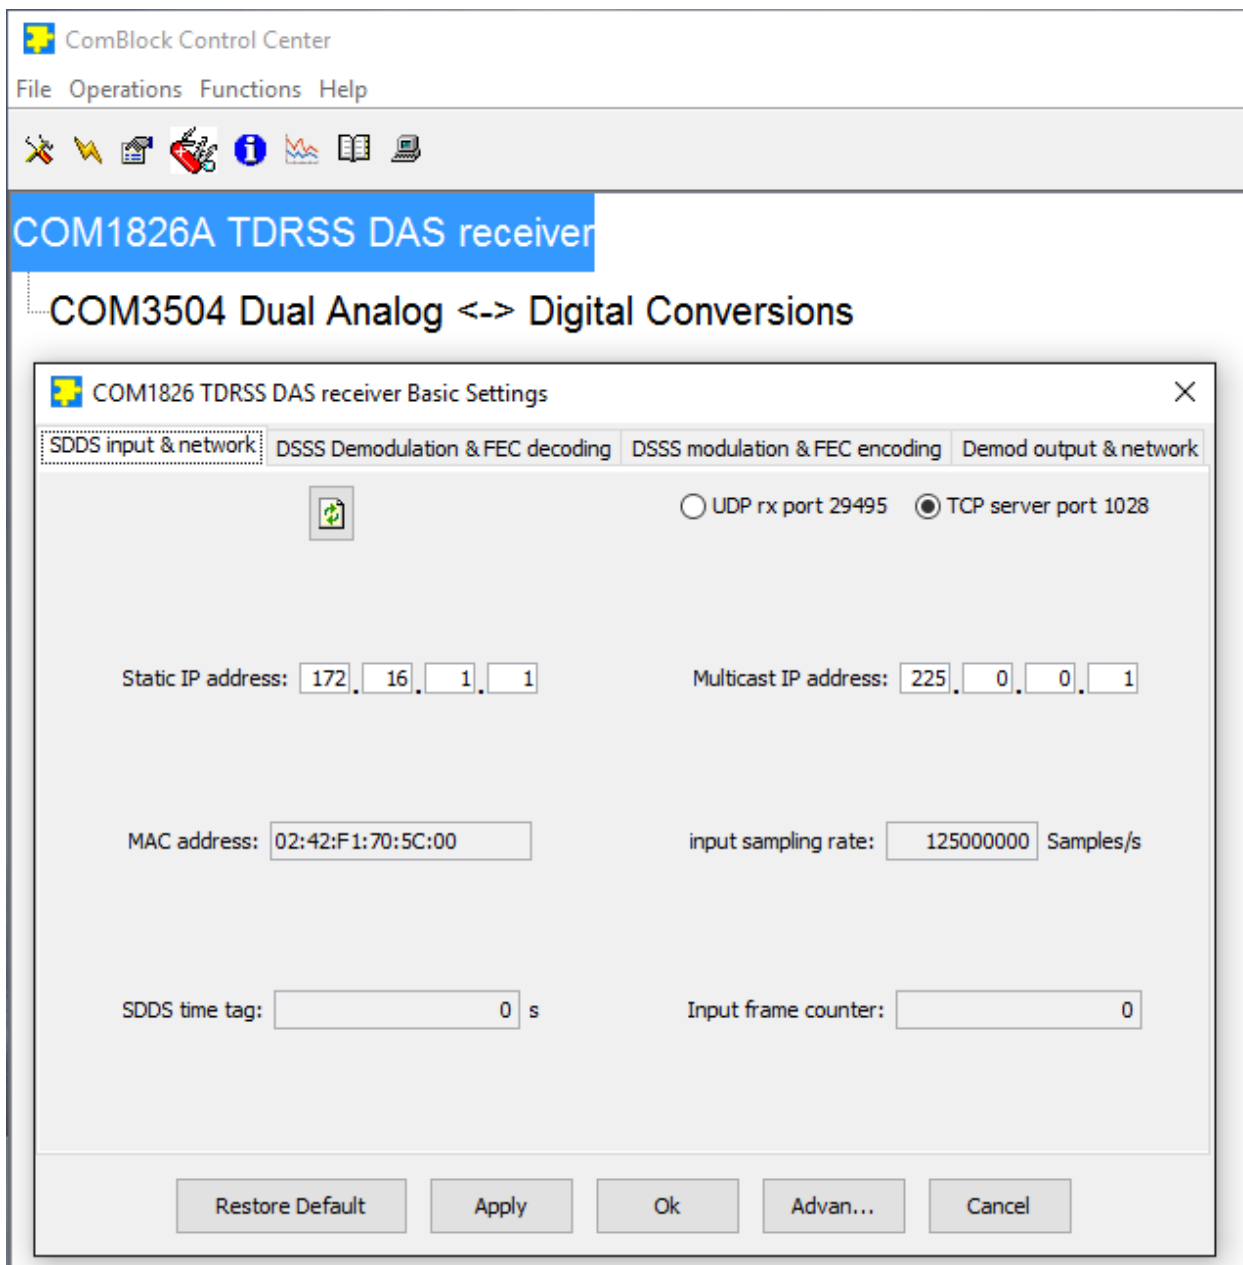 ComBlock Control Center
File Operations Functions Help
COM1826A TDRSS DAS receiver
COM3504 Dual Analog <-> Digital Conversions
COM1826 TDRSS DAS receiver Basic Settings
SDDS input & network DSSS Demodulation & FEC decoding DSSS modulation & FEC encoding Demod output & network
UDP rx port 29495 TCP server port 1028
Static IP address: 172 . 16 . 1 . 1 Multicast IP address: 225 . 0 . 0 . 1
MAC address: 02:42:F1:70:5C:00 input sampling rate: 125000000 Samples/s
SDDS time tag: 0 s Input frame counter: 0
Restore Default Apply Ok Advan... Cancel